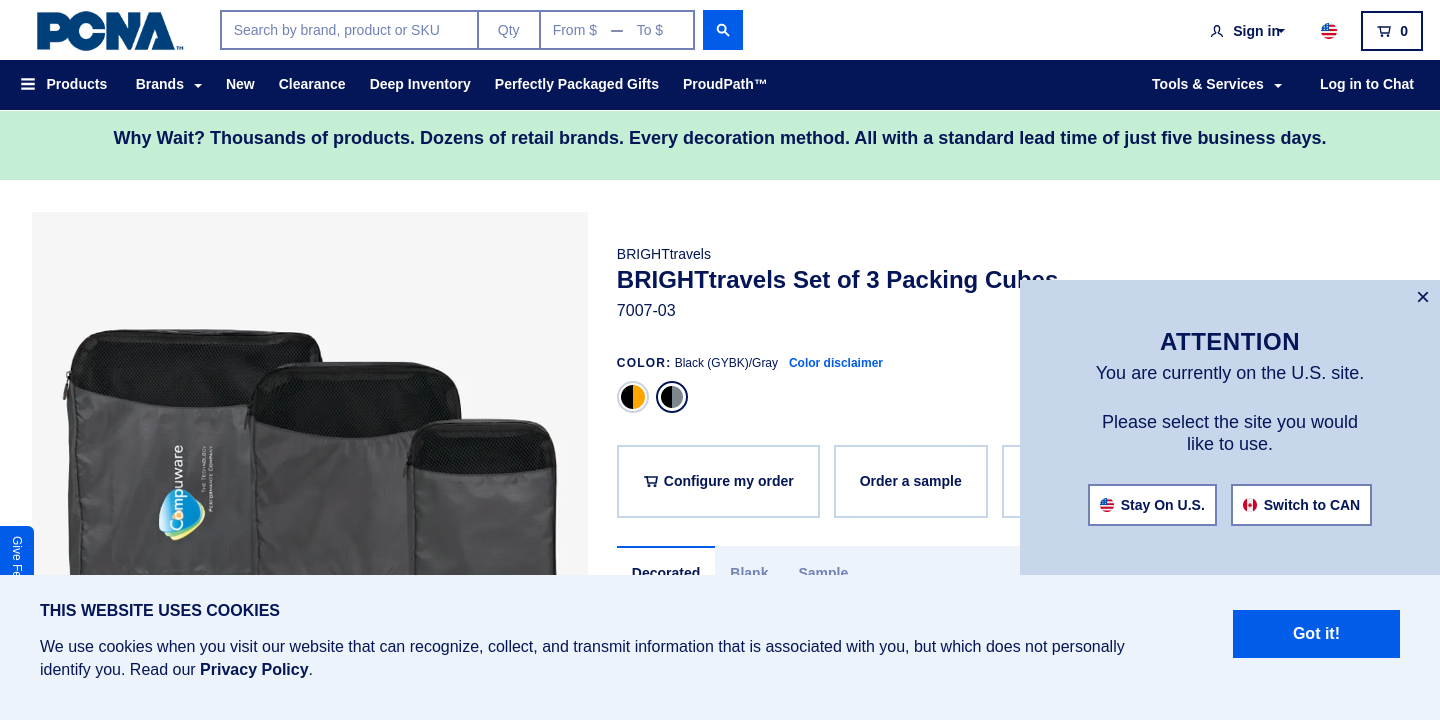 PCNA™
Search by brand, product or SKU
Qty
From $ — To $
Sign in
0
Products
Brands
New
Clearance
Deep Inventory
Perfectly Packaged Gifts
ProudPath™
Tools & Services
Log in to Chat
Why Wait? Thousands of products. Dozens of retail brands. Every decoration method. All with a standard lead time of just five business days.
BRIGHTtravels
BRIGHTtravels Set of 3 Packing Cubes
7007-03
COLOR: Black (GYBK)/Gray Color disclaimer
Configure my order
Order a sample
Decorated
Blank
Sample
Compuware
THE TECHNOLOGY
PERFORMANCE COMPANY
Give Fe
×
ATTENTION
You are currently on the U.S. site.
Please select the site you would
like to use.
Stay On U.S.
Switch to CAN
THIS WEBSITE USES COOKIES
We use cookies when you visit our website that can recognize, collect, and transmit information that is associated with you, but which does not personally
identify you. Read our Privacy Policy.
Got it!